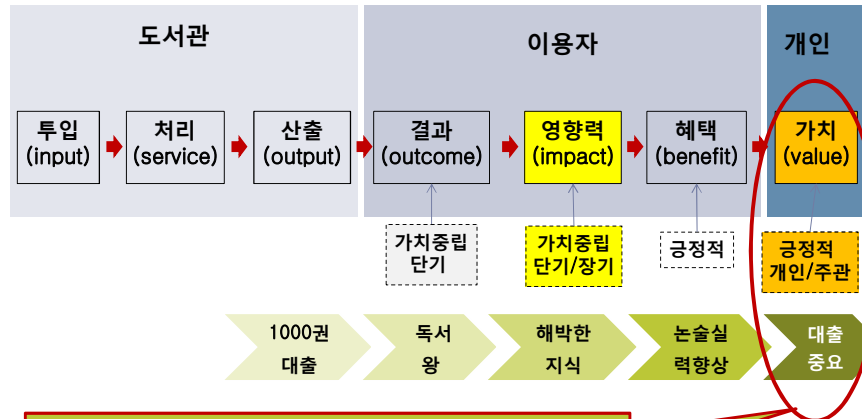 도서관
이용자
개인
투입
(input)
처리
(service)
산출
(output)
결과
(outcome)
영향력
(impact)
혜택
(benefit)
가치
(value)
가치중립
단기
가치중립
단기/장기
긍정적
긍정적
개인/주관
1000권
대출
독서
왕
해박한
지식
논술실
력향상
대출
중요